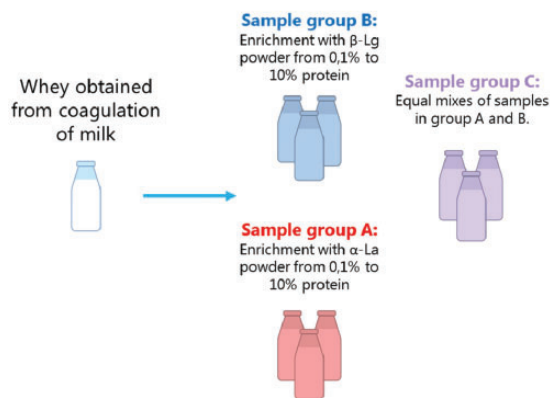 Whey obtained
from coagulation
of milk
Sample group B:
Enrichment with β-Lg
powder from 0,1% to
10% protein
Sample group A:
Enrichment with α-La
powder from 0,1% to
10% protein
Sample group C:
Equal mixes of samples
in group A and B.